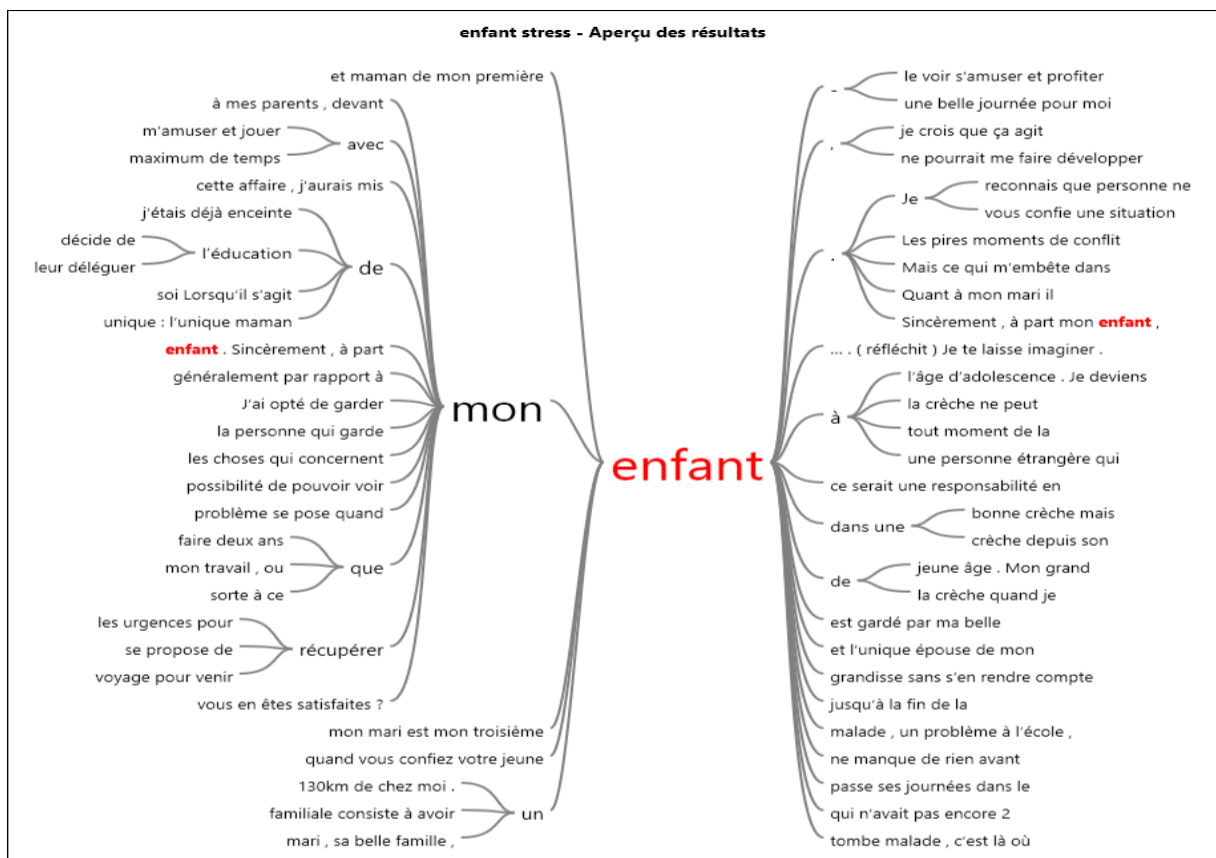 enfant stress - Aperçu des résultats
et maman de mon première
à mes parents , devant
m'amuser et jouer
maximum de temps
avec
cette affaire , j'aurais mis
j'étais déjà enceinte
décide de
leur déléguer
l'éducation
soi Lorsqu'il s'agit
unique : l'unique maman
de
enfant . Sincèrement , à part
généralement par rapport à
J'ai opté de garder
la personne qui garde
les choses qui concernent
possibilité de pouvoir voir
problème se pose quand
faire deux ans
mon travail , ou
sorte à ce
que
les urgences pour
se propose de
voyage pour venir
récupérer
vous en êtes satisfaites ?
mon
mon mari est mon troisième
quand vous confiez votre jeune
130km de chez moi .
familiale consiste à avoir
mari , sa belle famille ,
un
enfant
-
le voir s'amuser et profiter
une belle journée pour moi
,
je crois que ça agit
ne pourrait me faire développer
.
Je
reconnais que personne ne
vous confie une situation
Les pires moments de conflit
Mais ce qui m'embête dans
Quant à mon mari il
Sincèrement , à part mon enfant ,
... . ( réfléchit ) Je te laisse imaginer .
à
l'âge d'adolescence . Je deviens
la crèche ne peut
tout moment de la
une personne étrangère qui
ce serait une responsabilité en
dans une
bonne crèche mais
crèche depuis son
de
jeune âge . Mon grand
la crèche quand je
est gardé par ma belle
et l'unique épouse de mon
grandisse sans s'en rendre compte
jusqu'à la fin de la
malade , un problème à l'école ,
ne manque de rien avant
passe ses journées dans le
qui n'avait pas encore 2
tombe malade , c'est là où